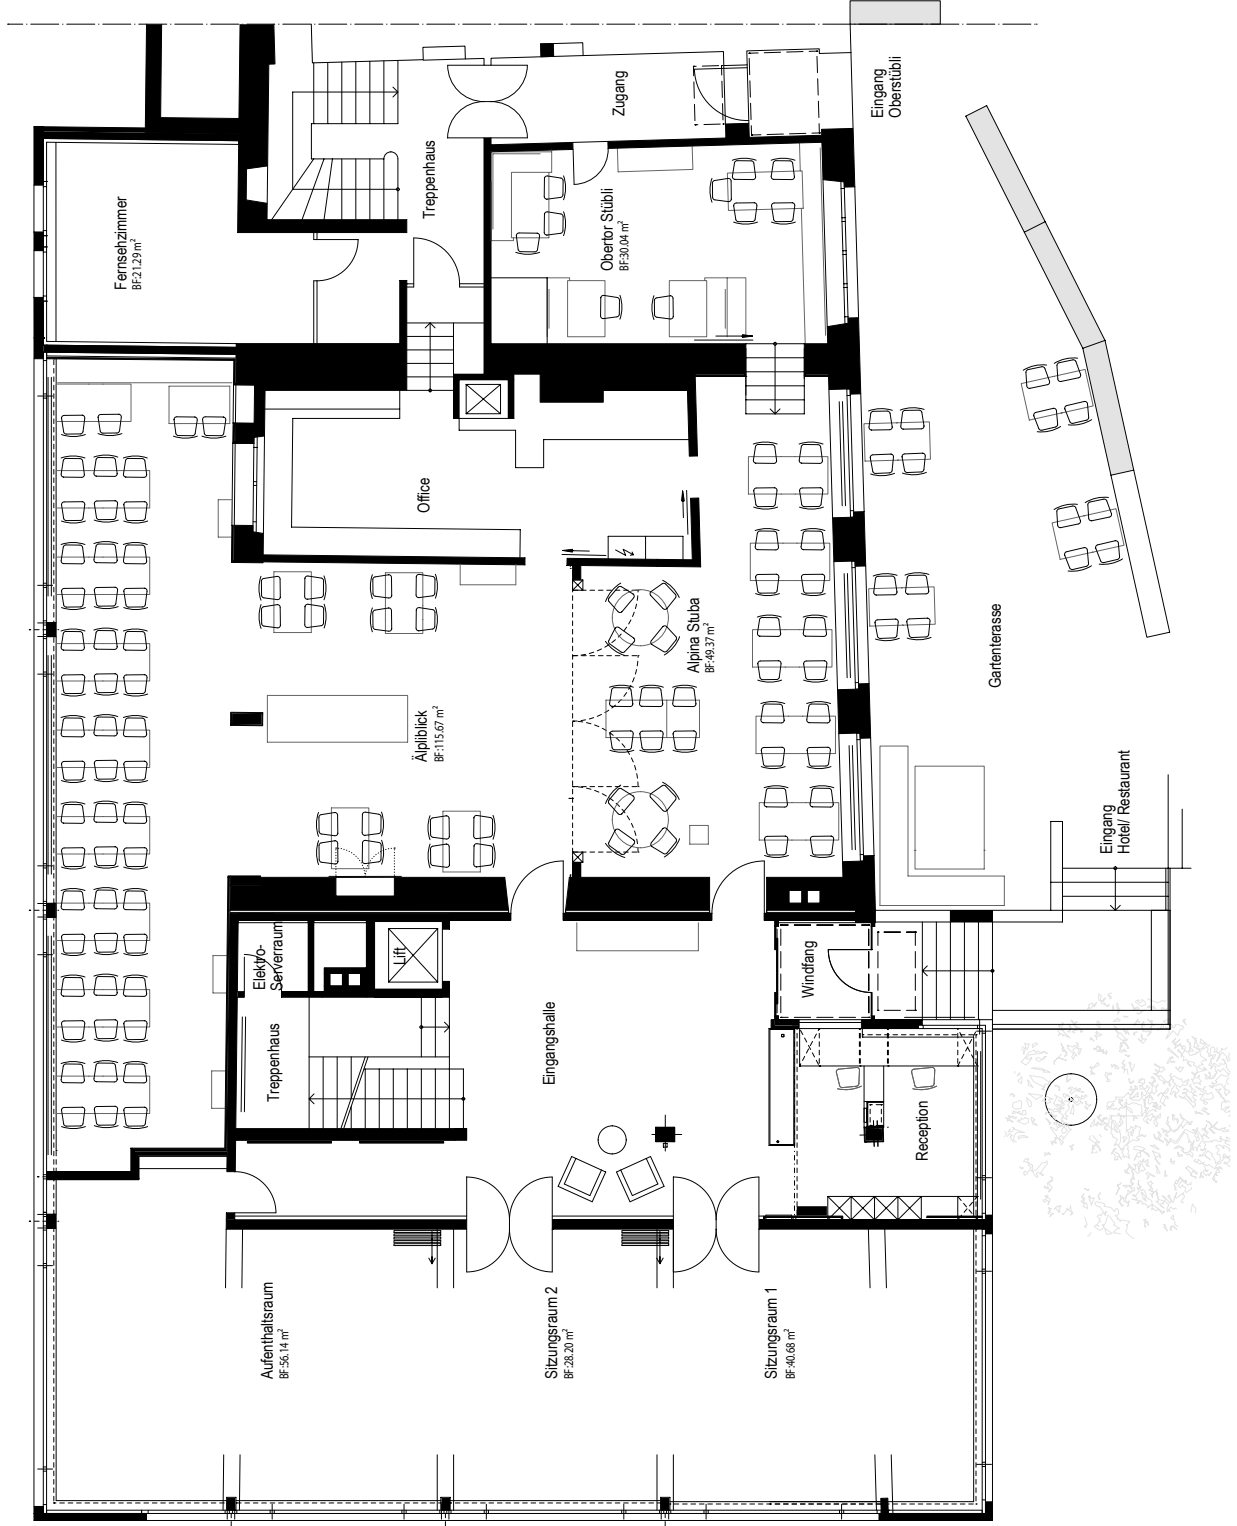 Eingang
Oberstübli
Zugang
Treppenhaus
Fernsehzimmer
BF:21.29 m²
Obertor Stübli
BF:30.04 m²
Office
Alpina Stuba
BF:49.37 m²
Gartenterasse
Älpliblick
BF:115.67 m²
Eingang
Hotel/ Restaurant
Elektro-
Serverraum
Lift
Windfang
Treppenhaus
Eingangshalle
Reception
Aufenthaltsraum
BF:56.14 m²
Sitzungsraum 2
BF:28.20 m²
Sitzungsraum 1
BF:40.68 m²